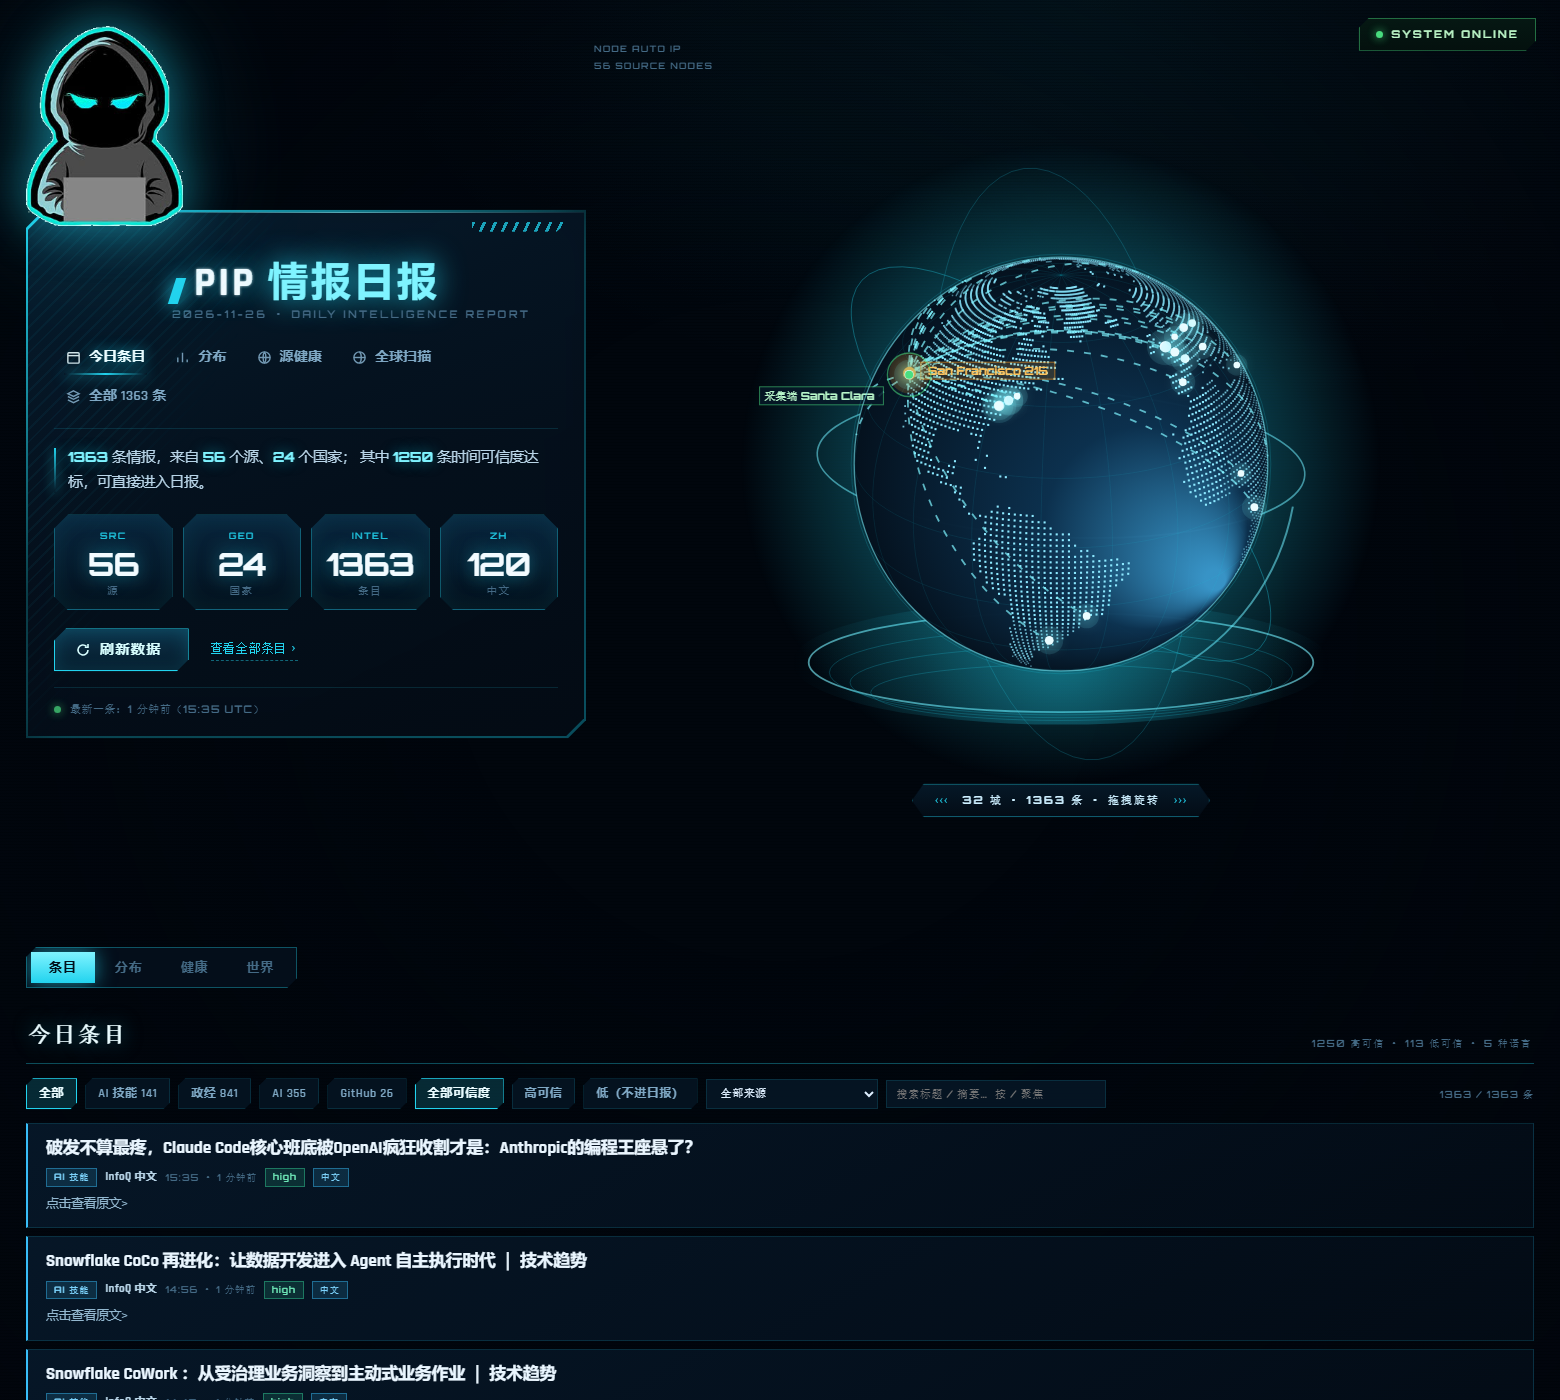 NODE AUTO IP
56 SOURCE NODES
SYSTEM ONLINE
PIP 情报日报
2026-11-26 · DAILY INTELLIGENCE REPORT
今日条目 分布 源健康 全球扫描
全部 1363 条
1363 条情报，来自 56 个源、24 个国家； 其中 1250 条时间可信度达
标，可直接进入日报。
SRC
56
源
GEO
24
国家
INTEL
1363
条目
ZH
120
中文
刷新数据 查看全部条目 ›
最新一条：1 分钟前（15:35 UTC）
San Francisco 216
采集端 Santa Clara
‹‹‹ 32 城 · 1363 条 · 拖拽旋转 ›››
条目 分布 健康 世界
今日条目
1250 高可信 · 113 低可信 · 5 种语言
全部 AI 技能 141 政经 841 AI 355 GitHub 26 全部可信度 高可信 低（不进日报） 全部来源 搜索标题 / 摘要… 按 / 聚焦 1363 / 1363 条
破发不算最疼，Claude Code核心班底被OpenAI疯狂收割才是：Anthropic的编程王座悬了？
AI 技能 InfoQ 中文 15:35 · 1 分钟前 high 中文
点击查看原文>
Snowflake CoCo 再进化：让数据开发进入 Agent 自主执行时代 ｜ 技术趋势
AI 技能 InfoQ 中文 14:56 · 1 分钟前 high 中文
点击查看原文>
Snowflake CoWork： 从受治理业务洞察到主动式业务作业 ｜ 技术趋势